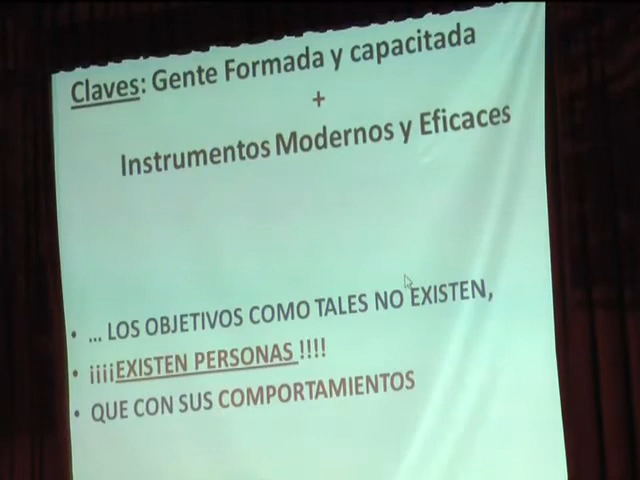 Claves: Gente Formada y capacitada
+
Instrumentos Modernos y Eficaces
• ... LOS OBJETIVOS COMO TALES NO EXISTEN,
• ¡¡¡¡EXISTEN PERSONAS !!!!
• QUE CON SUS COMPORTAMIENTOS